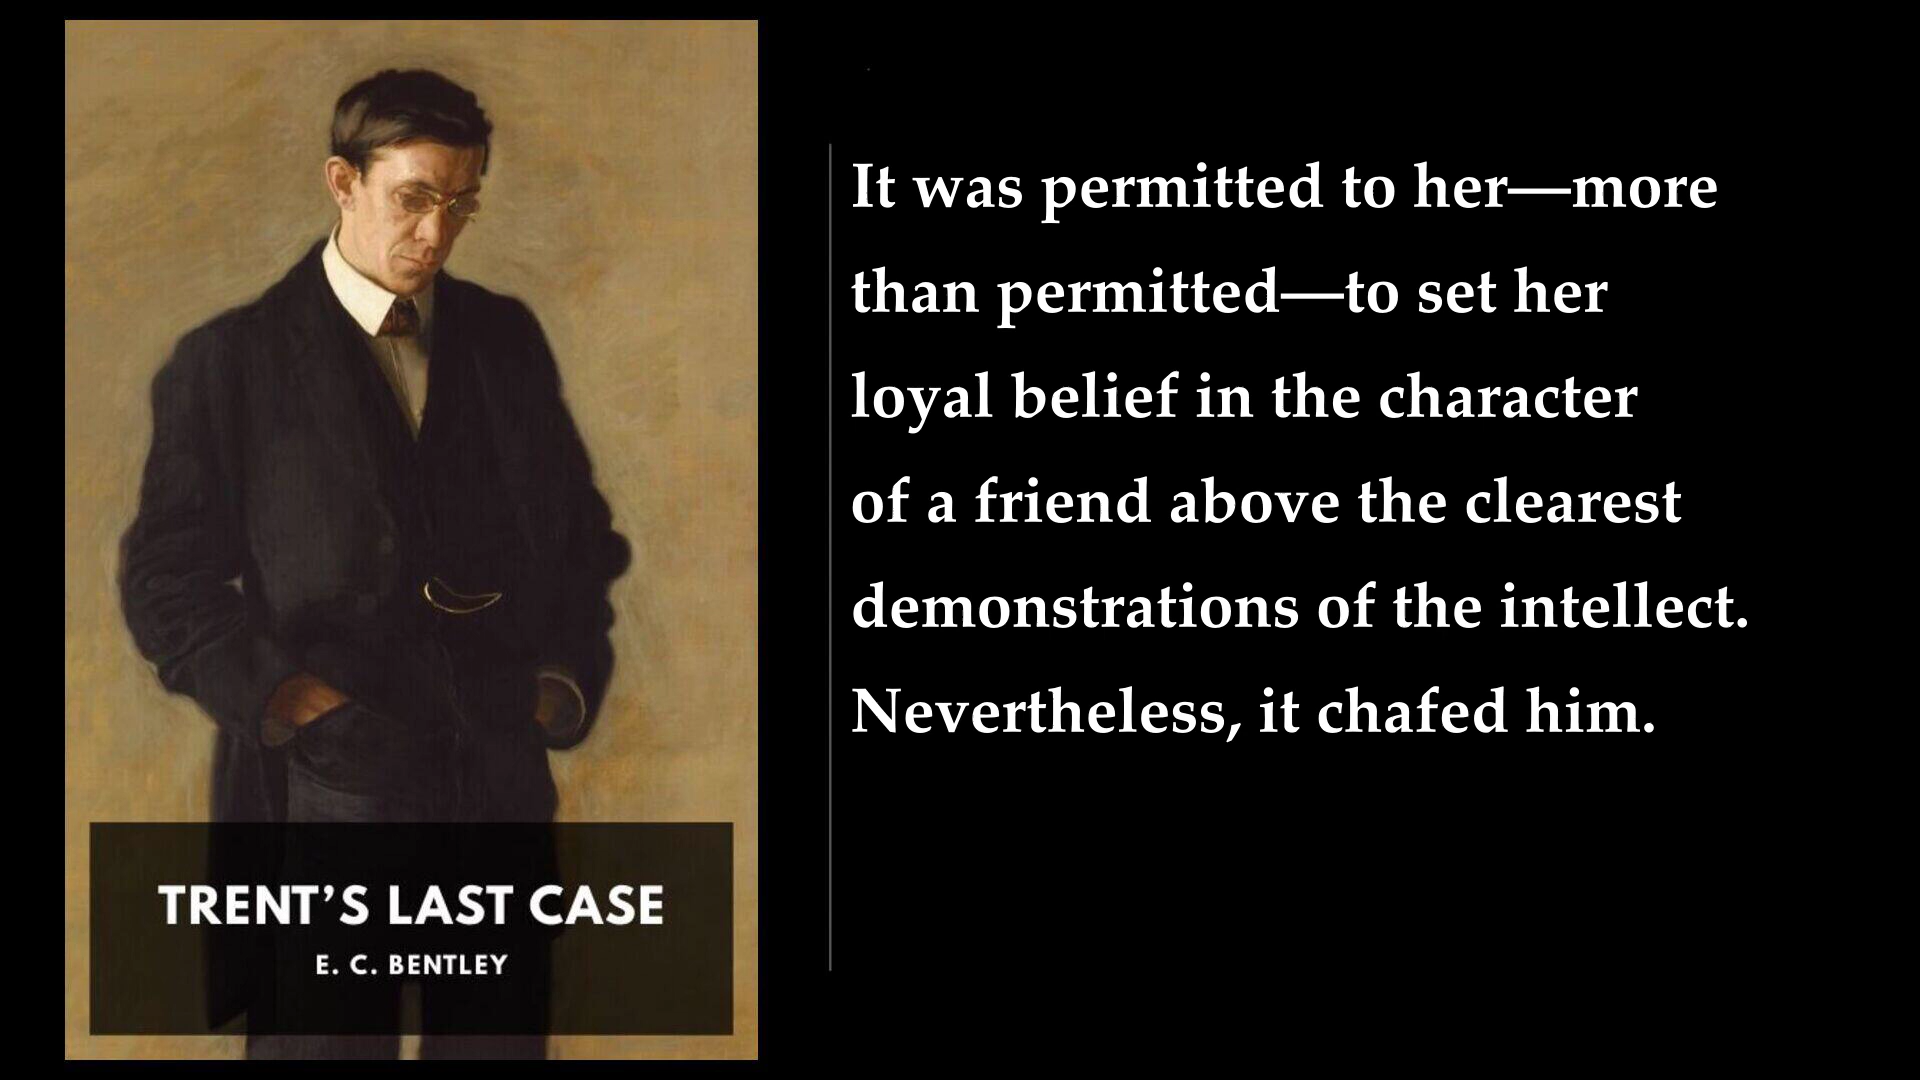 It was permitted to her—more
than permitted—to set her
loyal belief in the character
of a friend above the clearest
demonstrations of the intellect.
Nevertheless, it chafed him.
TRENT’S LAST CASE
E. C. BENTLEY